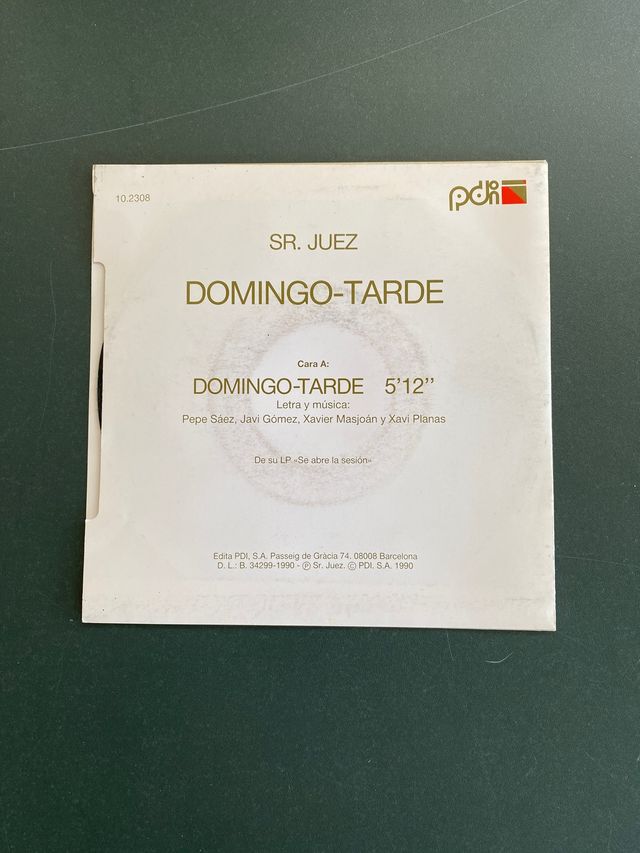 10.2308
pdi
SR. JUEZ
DOMINGO-TARDE
Cara A:
DOMINGO-TARDE 5'12''
Letra y música:
Pepe Sáez, Javi Gómez, Xavier Masjoán y Xavi Planas
De su LP «Se abre la sesión»
Edita PDI, S.A. Passeig de Gràcia 74. 08008 Barcelona
D. L.: B. 34299-1990 - ℗ Sr. Juez. © PDI. S.A. 1990